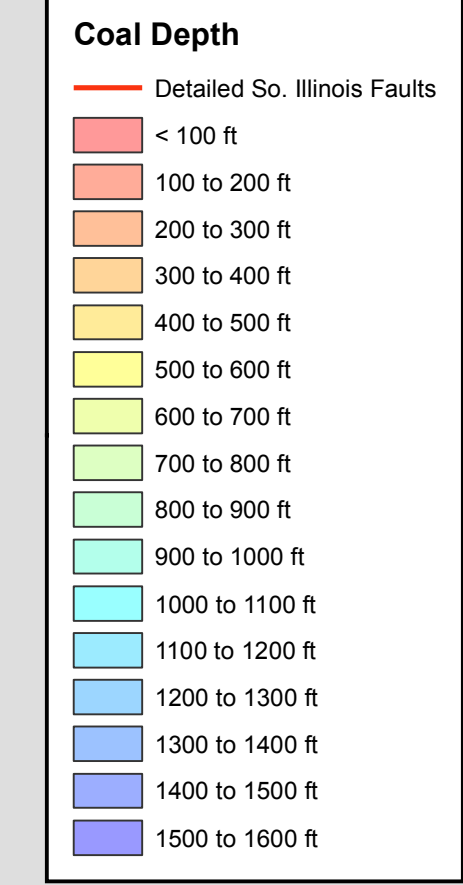 Coal Depth
Detailed So. Illinois Faults
< 100 ft
100 to 200 ft
200 to 300 ft
300 to 400 ft
400 to 500 ft
500 to 600 ft
600 to 700 ft
700 to 800 ft
800 to 900 ft
900 to 1000 ft
1000 to 1100 ft
1100 to 1200 ft
1200 to 1300 ft
1300 to 1400 ft
1400 to 1500 ft
1500 to 1600 ft